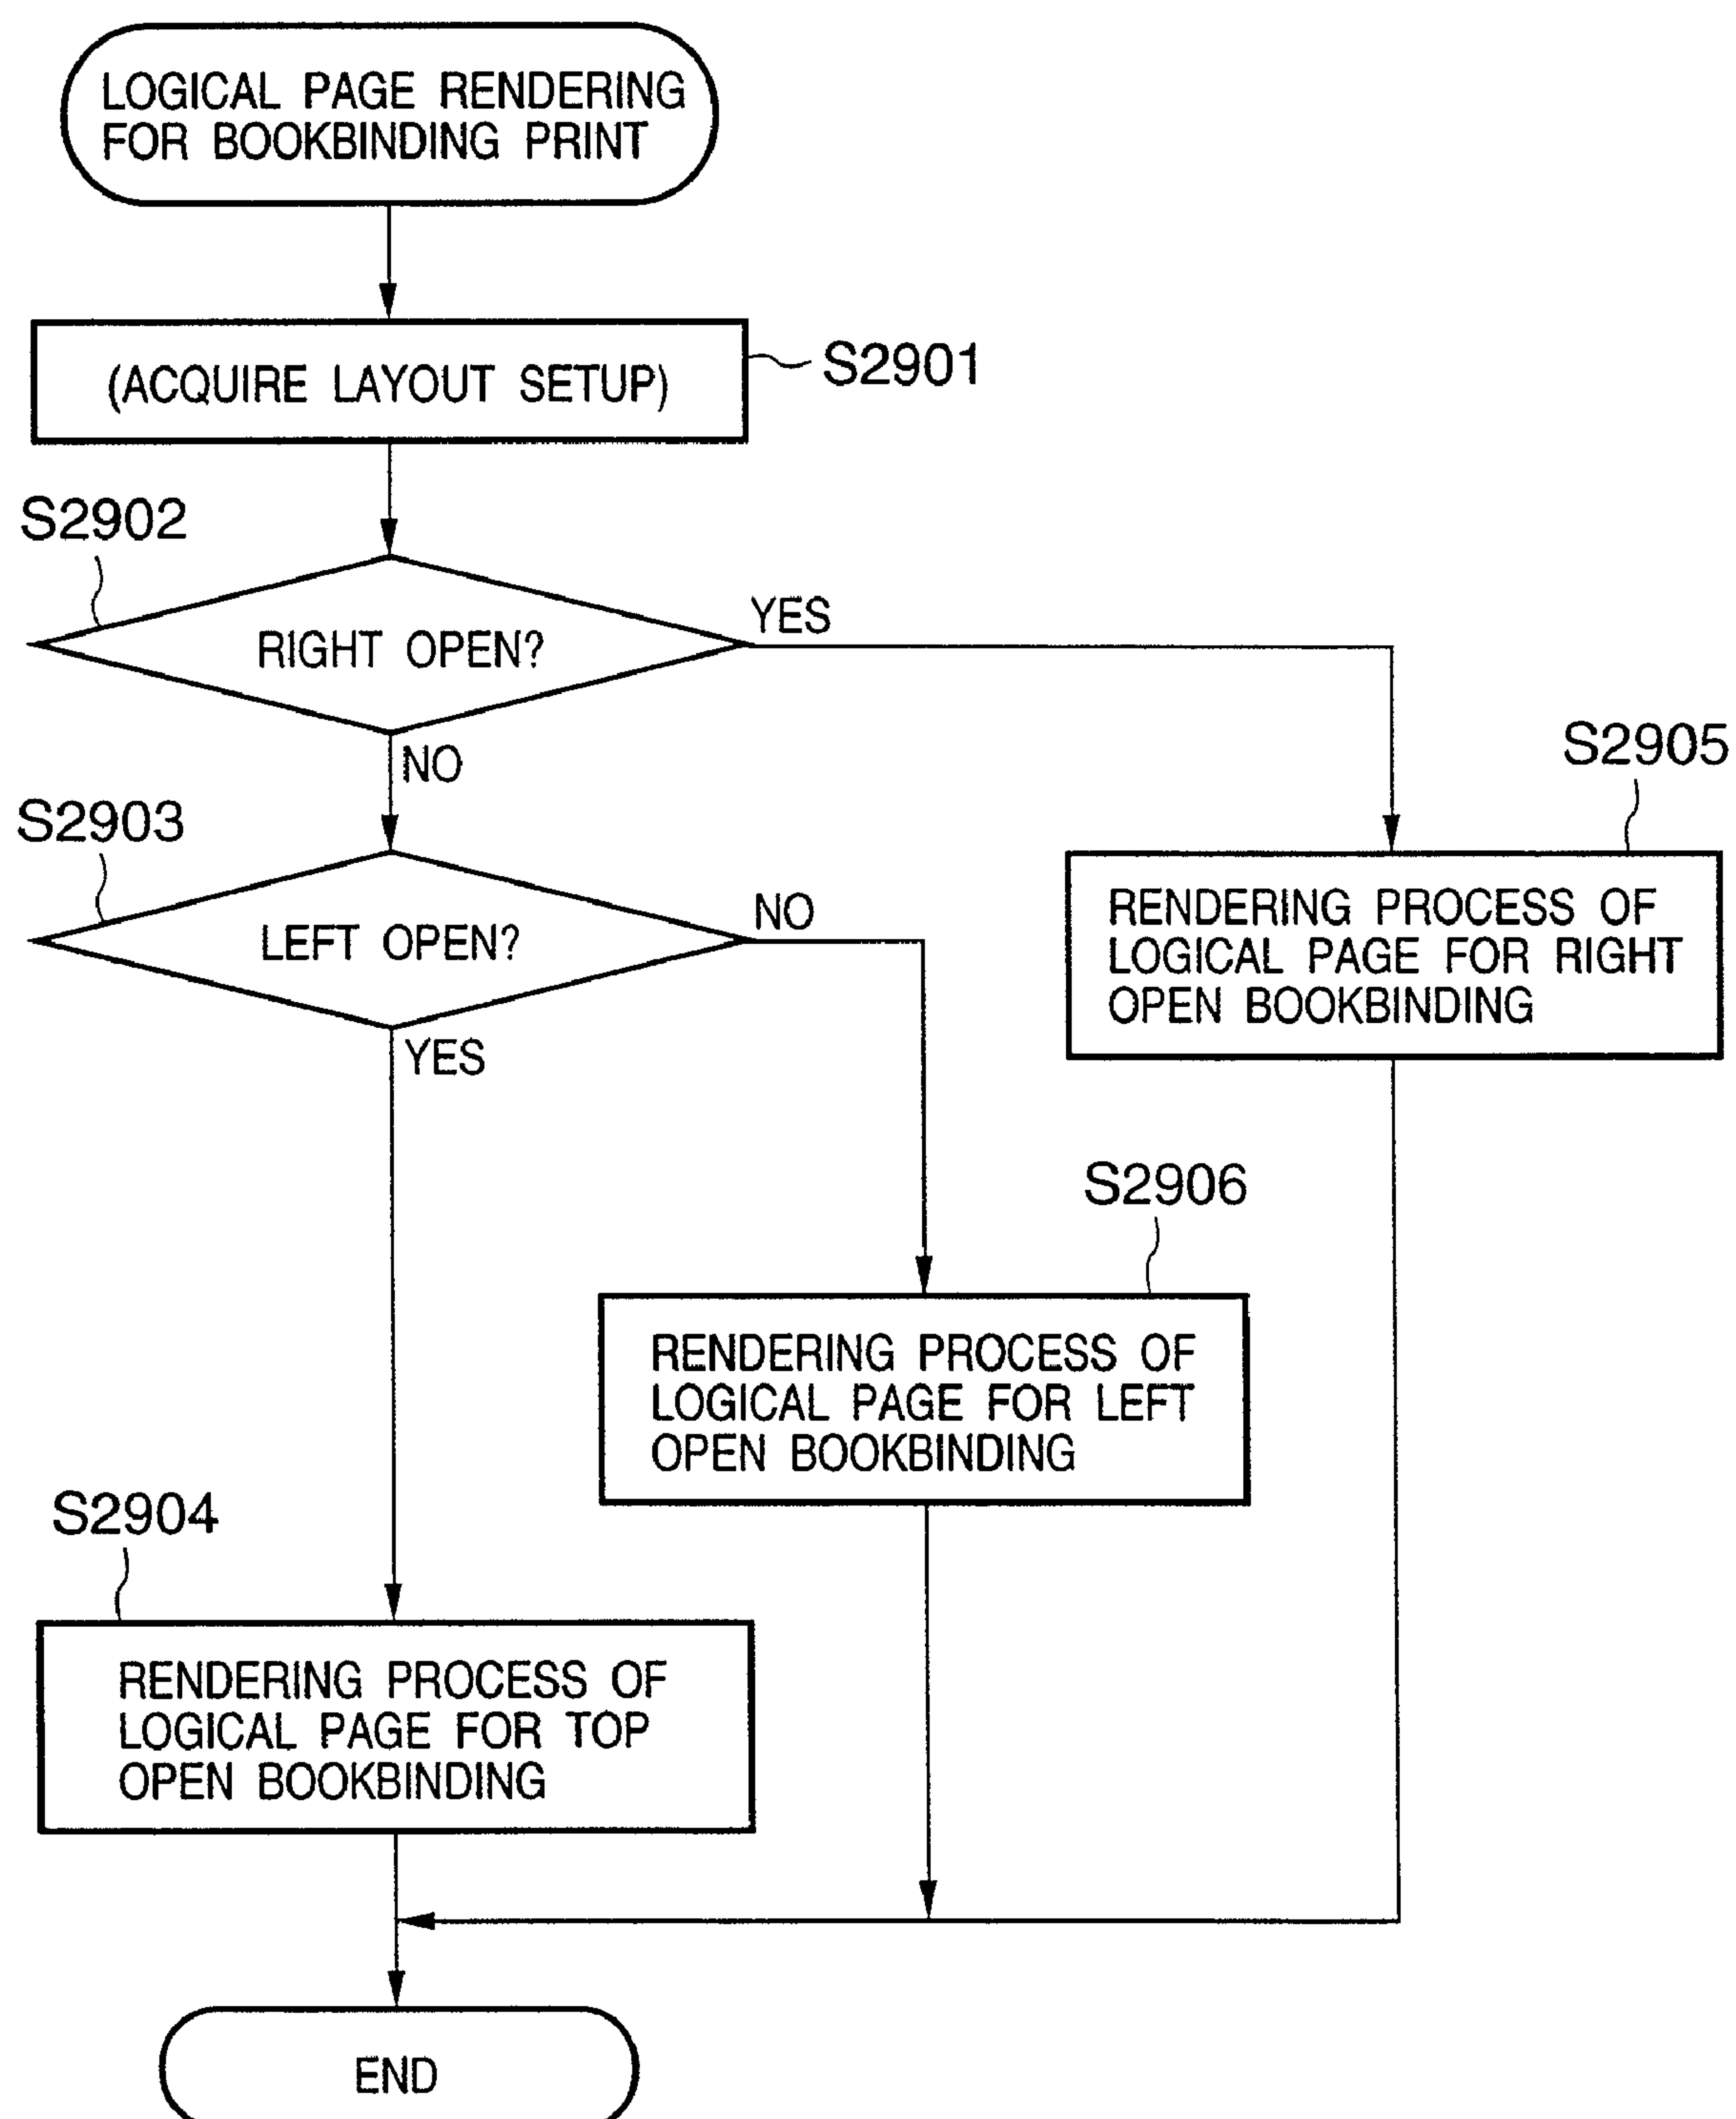 LOGICAL PAGE RENDERING
FOR BOOKBINDING PRINT
(ACQUIRE LAYOUT SETUP)
S2901
S2902
RIGHT OPEN?
YES
NO
S2903
LEFT OPEN?
NO
YES
S2905
RENDERING PROCESS OF
LOGICAL PAGE FOR RIGHT
OPEN BOOKBINDING
S2906
RENDERING PROCESS OF
LOGICAL PAGE FOR LEFT
OPEN BOOKBINDING
S2904
RENDERING PROCESS OF
LOGICAL PAGE FOR TOP
OPEN BOOKBINDING
END